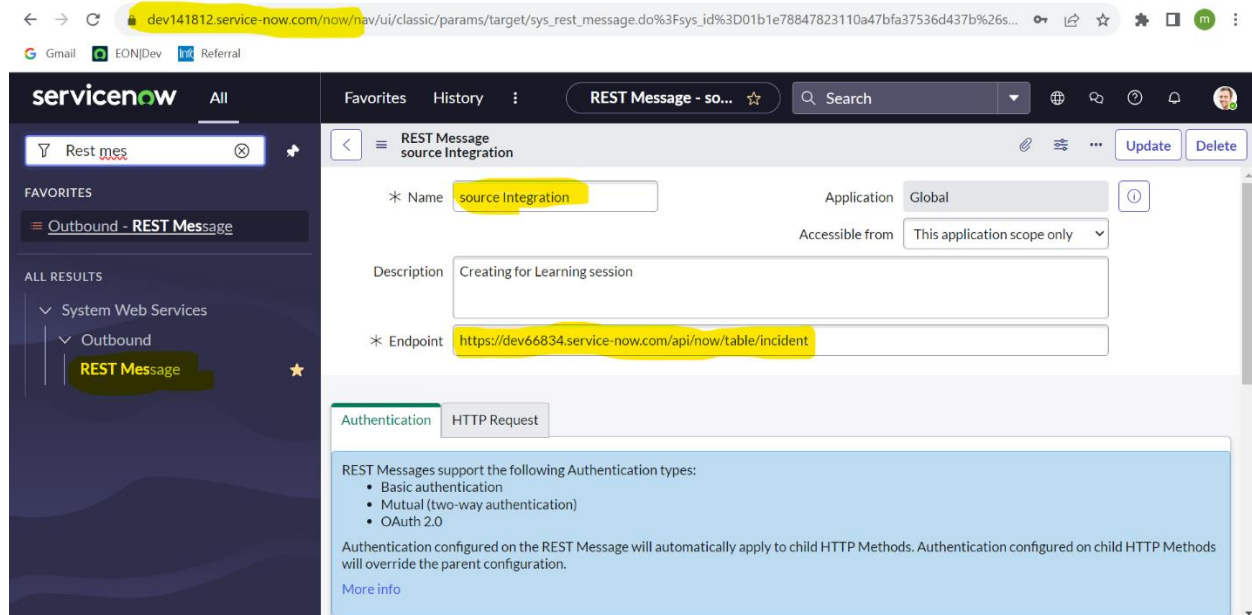 dev141812.service-now.com/now/nav/ui/classic/params/target/sys_rest_message.do%3Fsys_id%3D01b1e78847823110a47bfa37536d437b%26s...
m
G Gmail EON|Dev Info Referral
servicenow All Favorites History REST Message - so... Search
Rest mes
REST Message
source Integration
Update Delete
FAVORITES
Outbound - REST Message
Name source Integration
Application Global
Accessible from This application scope only
ALL RESULTS
System Web Services
Outbound
REST Message
Description Creating for Learning session
Endpoint https://dev66834.service-now.com/api/now/table/incident
Authentication HTTP Request
REST Messages support the following Authentication types:
• Basic authentication
• Mutual (two-way authentication)
• OAuth 2.0
Authentication configured on the REST Message will automatically apply to child HTTP Methods. Authentication configured on child HTTP Methods
will override the parent configuration.
More info